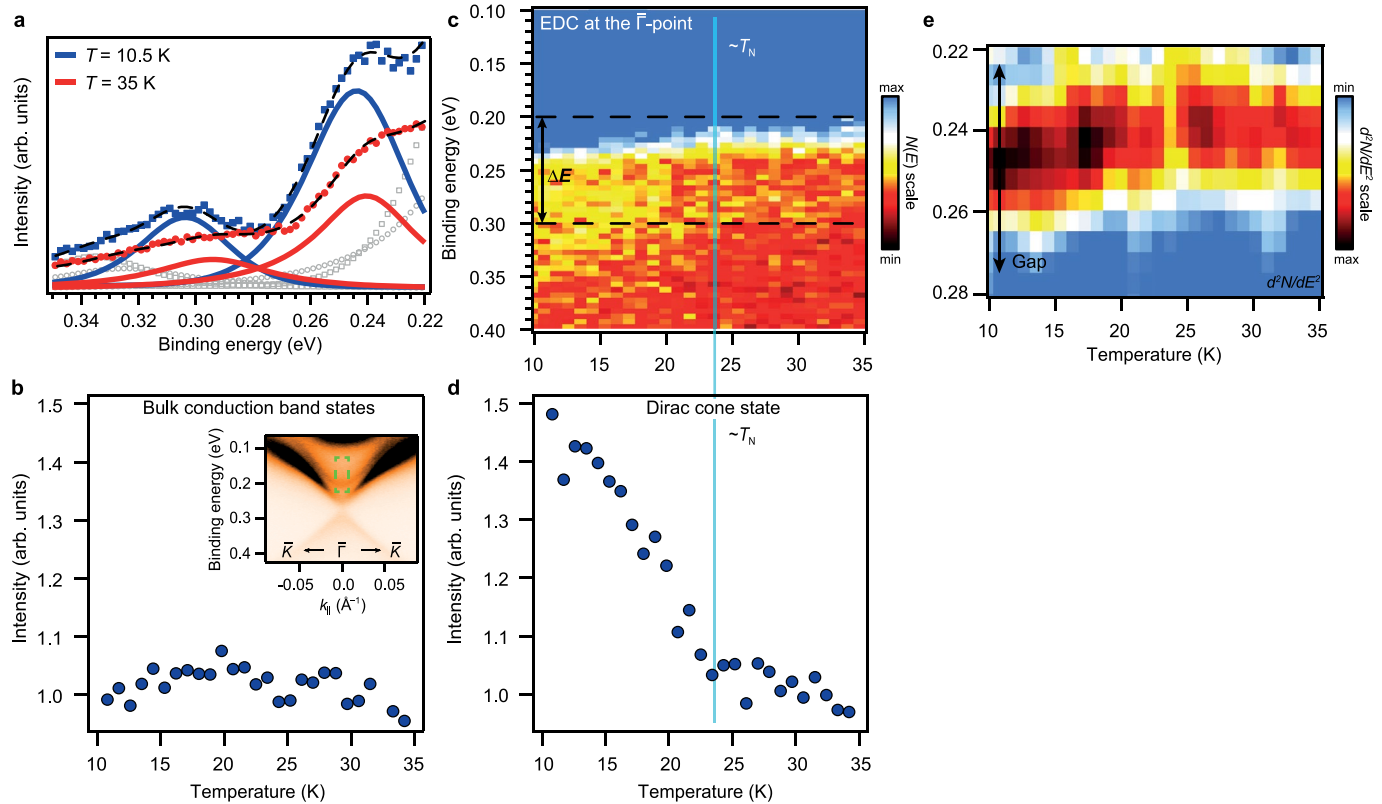 a
T = 10.5 K
T = 35 K
Intensity (arb. units)
0.34 0.32 0.30 0.28 0.26 0.24 0.22
Binding energy (eV)
b
Bulk conduction band states
1.5
1.4
1.3
1.2
1.1
1.0
Intensity (arb. units)
10 15 20 25 30 35
Temperature (K)
Binding energy (eV)
0.1
0.2
0.3
0.4
K̅ Γ̅ K̅
-0.05 0.0 0.05
k|| (Å⁻¹)
c
EDC at the Γ̅-point
~TN
0.10
0.15
0.20
0.25
0.30
0.35
0.40
Binding energy (eV)
ΔE
10 15 20 25 30 35
max
N(E) scale
min
d
Dirac cone state
~TN
1.5
1.4
1.3
1.2
1.1
1.0
Intensity (arb. units)
10 15 20 25 30 35
Temperature (K)
e
0.22
0.24
0.26
0.28
Gap
d²N/dE²
10 15 20 25 30 35
Temperature (K)
min
d²N/dE² scale
max